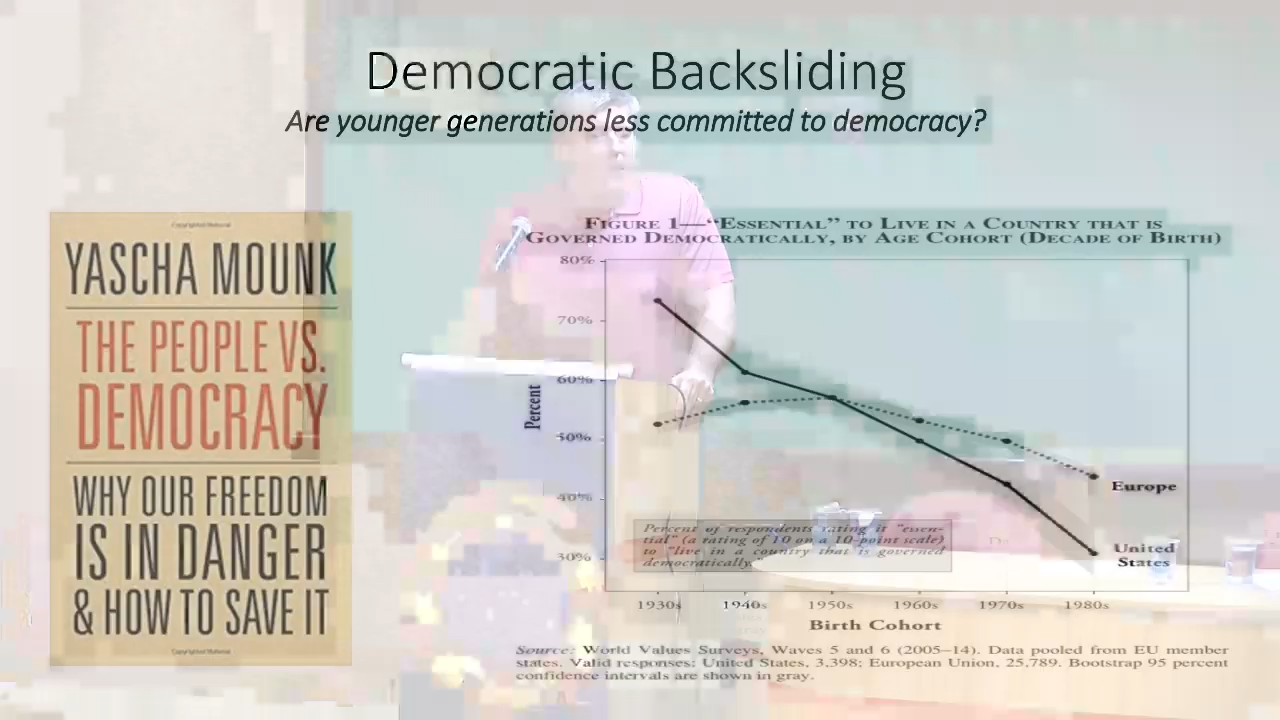 Democratic Backsliding
Are younger generations less committed to democracy?
Copyrighted Material
YASCHA MOUNK
THE PEOPLE VS.
DEMOCRACY
WHY OUR FREEDOM
IS IN DANGER
& HOW TO SAVE IT
Copyrighted Material
FIGURE 1—“ESSENTIAL” TO LIVE IN A COUNTRY THAT IS
GOVERNED DEMOCRATICALLY, BY AGE COHORT (DECADE OF BIRTH)
80%
70%
60%
50%
40%
30%
Percent
Europe
United
States
Percent of respondents rating it “essen-
tial” (a rating of 10 on a 10-point scale)
to “live in a country that is governed
democratically.”
1930s 1940s 1950s 1960s 1970s 1980s
Birth Cohort
Source: World Values Surveys, Waves 5 and 6 (2005–14). Data pooled from EU member
states. Valid responses: United States, 3,398; European Union, 25,789. Bootstrap 95 percent
confidence intervals are shown in gray.